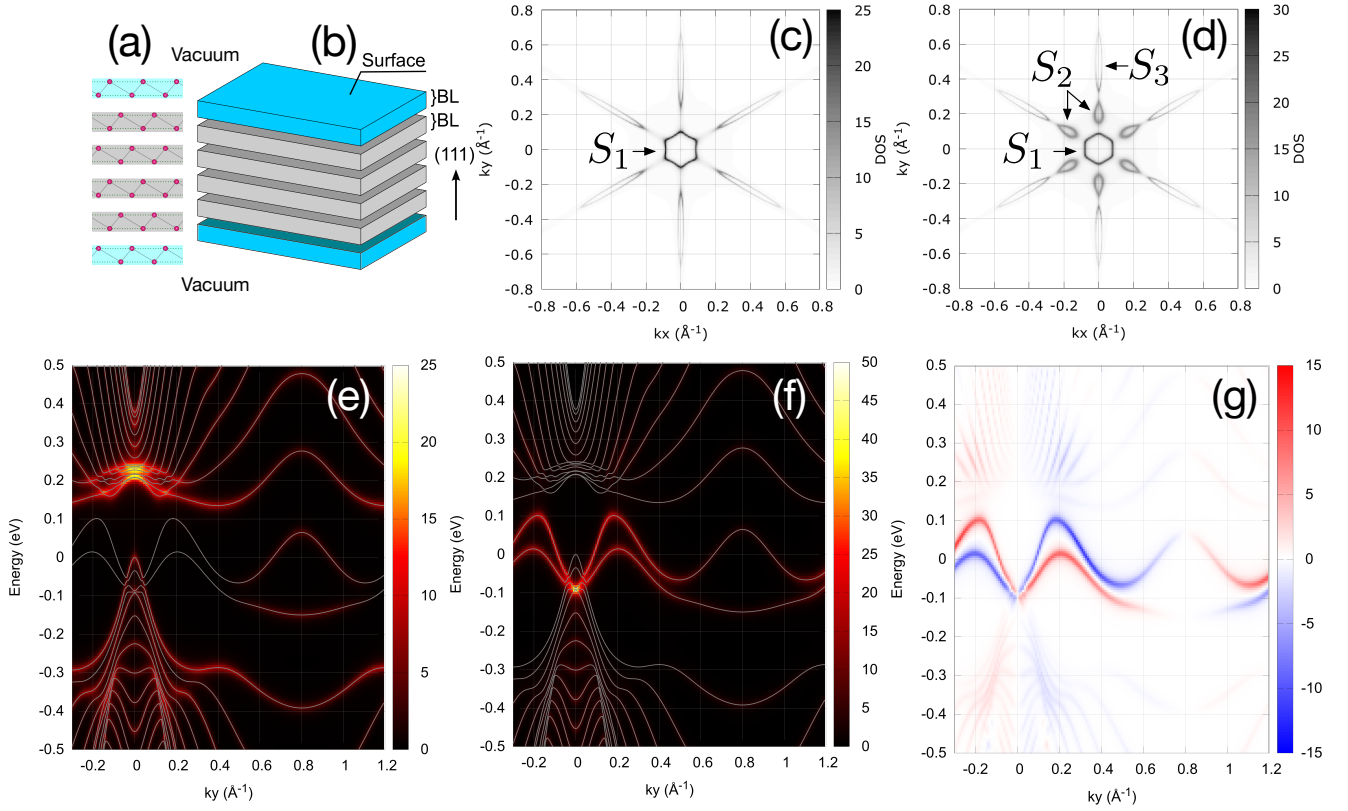 (a)
Vacuum
(b)
Surface
}BL
}BL
(111)
Vacuum
(c)
0.8
0.6
0.4
0.2
0
-0.2
-0.4
-0.6
-0.8
ky (Å-1)
S1
-0.8 -0.6 -0.4 -0.2 0 0.2 0.4 0.6 0.8
kx (Å-1)
25
20
15
10
5
0
DOS
(d)
0.8
0.6
0.4
0.2
0
-0.2
-0.4
-0.6
-0.8
ky (Å-1)
S2
S3
S1
-0.8 -0.6 -0.4 -0.2 0 0.2 0.4 0.6 0.8
kx (Å-1)
30
25
20
15
10
5
0
DOS
(e)
0.5
0.4
0.3
0.2
0.1
0
-0.1
-0.2
-0.3
-0.4
-0.5
Energy (eV)
-0.2 0 0.2 0.4 0.6 0.8 1 1.2
ky (Å-1)
25
20
15
10
5
0
(f)
0.5
0.4
0.3
0.2
0.1
0
-0.1
-0.2
-0.3
-0.4
-0.5
Energy (eV)
-0.2 0 0.2 0.4 0.6 0.8 1 1.2
ky (Å-1)
50
45
40
35
30
25
20
15
10
5
0
(g)
0.5
0.4
0.3
0.2
0.1
0
-0.1
-0.2
-0.3
-0.4
-0.5
Energy (eV)
-0.2 0 0.2 0.4 0.6 0.8 1 1.2
ky (Å-1)
15
10
5
0
-5
-10
-15